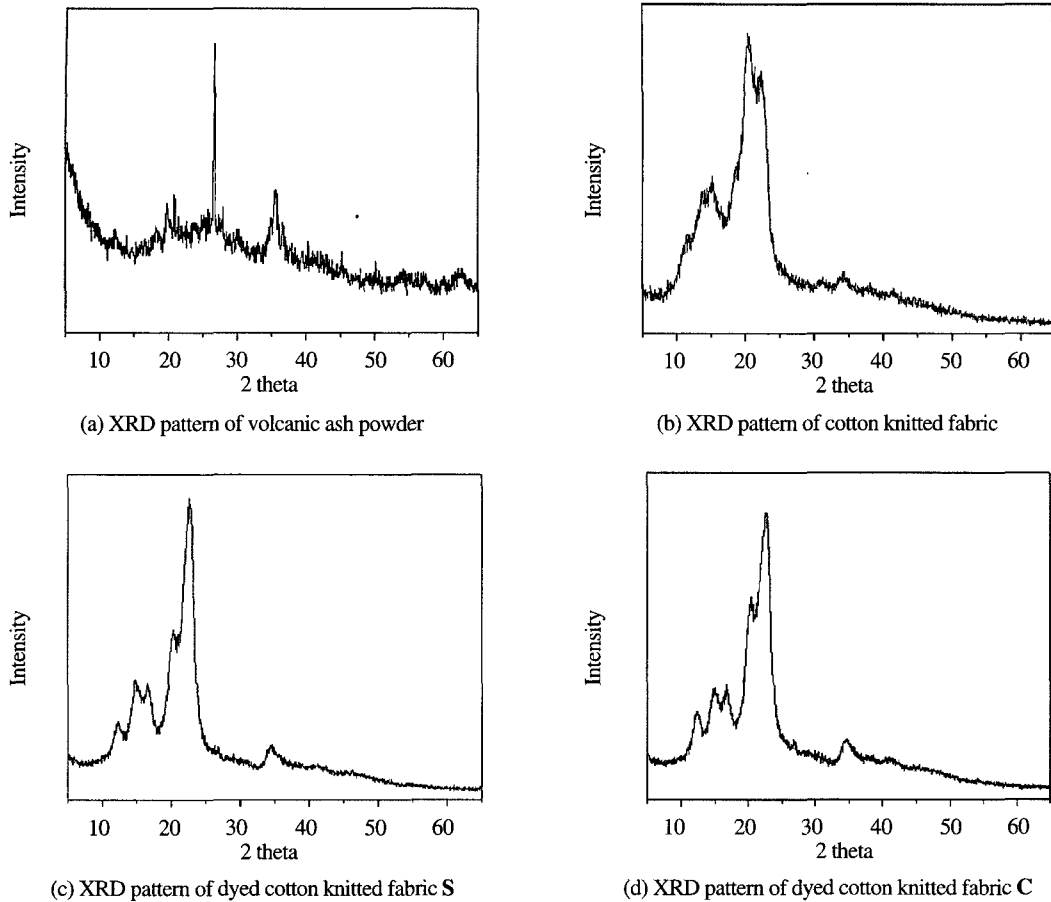 Intensity
10 20 30 40 50 60
2 theta
(a) XRD pattern of volcanic ash powder
Intensity
10 20 30 40 50 60
2 theta
(b) XRD pattern of cotton knitted fabric
Intensity
10 20 30 40 50 60
2 theta
(c) XRD pattern of dyed cotton knitted fabric S
Intensity
10 20 30 40 50 60
2 theta
(d) XRD pattern of dyed cotton knitted fabric C